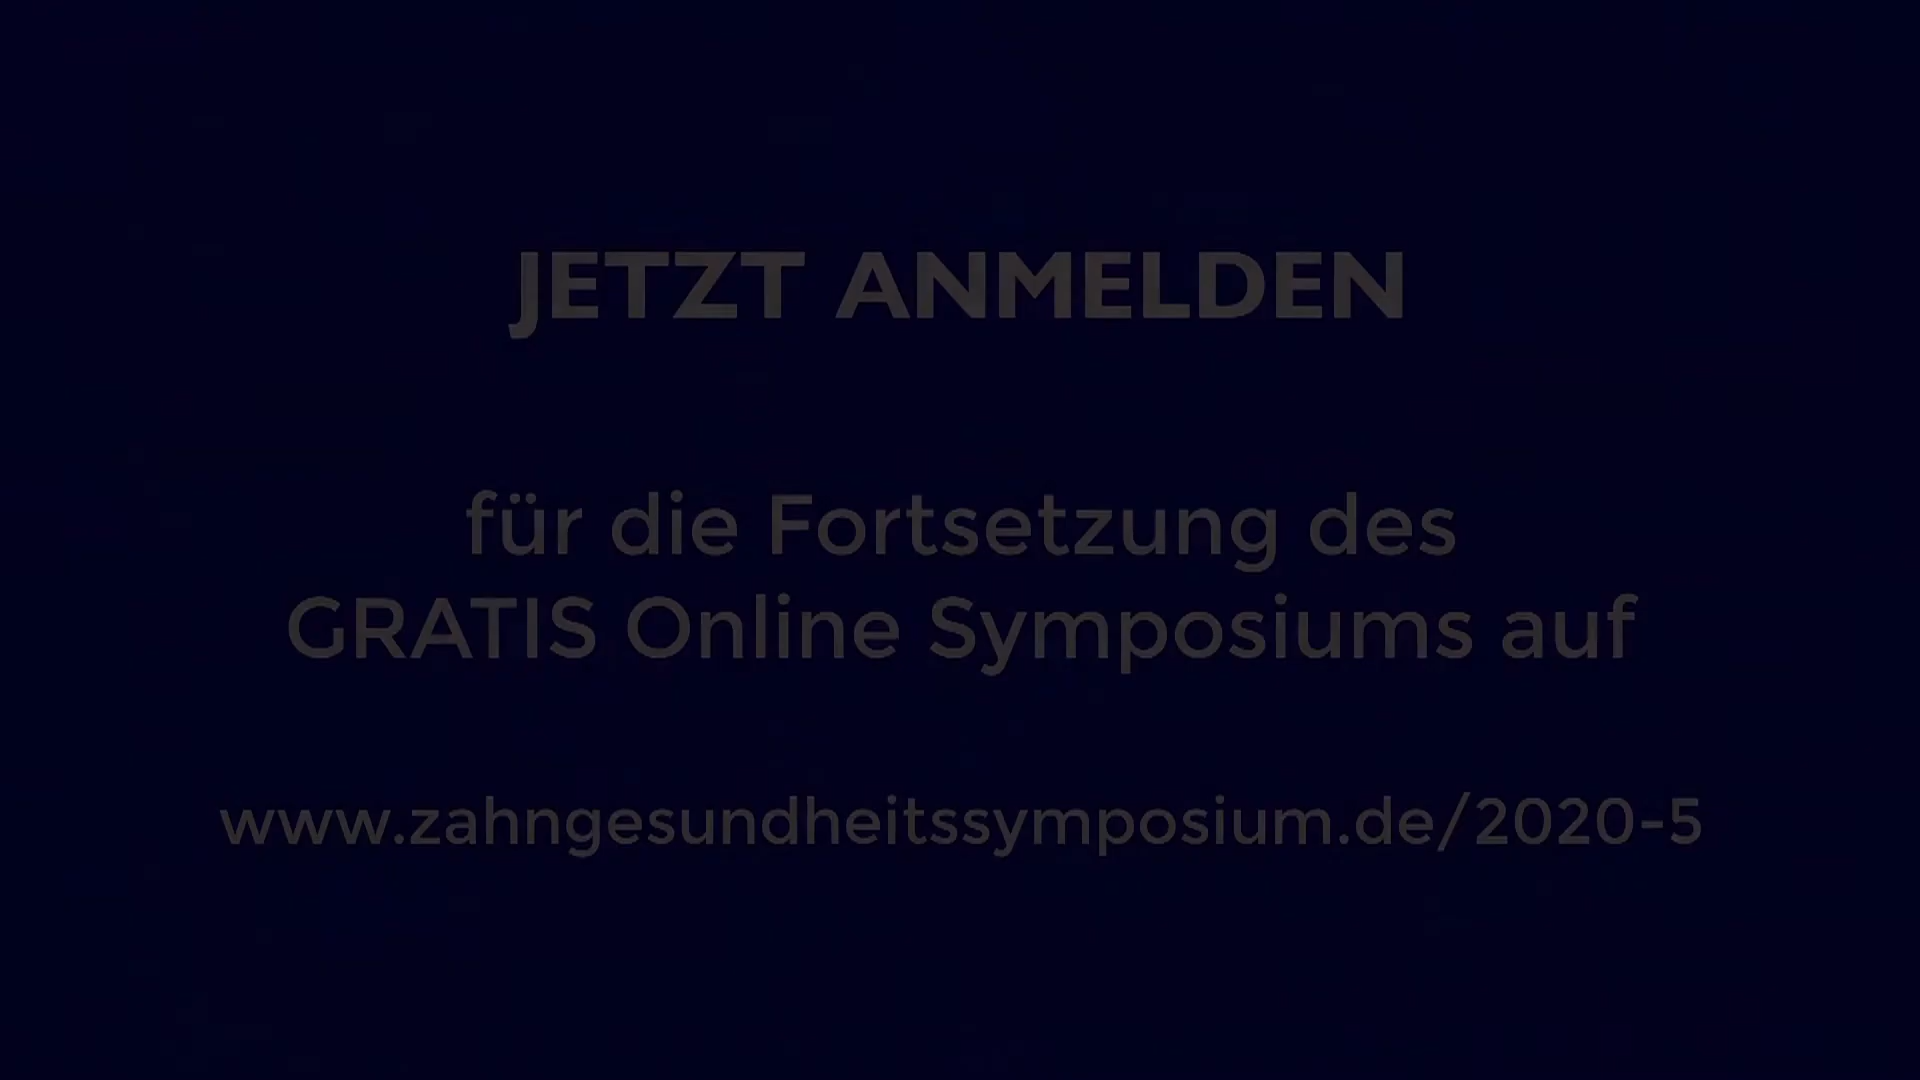 JETZT ANMELDEN
für die Fortsetzung des
GRATIS Online Symposiums auf
www.zahngesundheitssymposium.de/2020-5